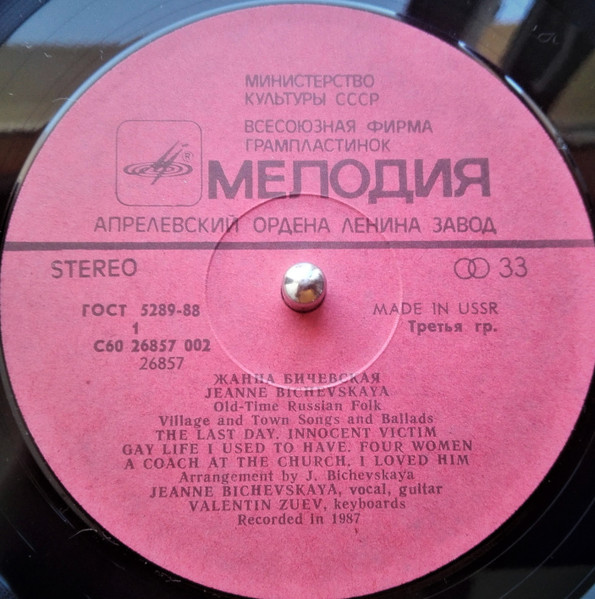 МИНИСТЕРСТВО
КУЛЬТУРЫ СССР
ВСЕСОЮЗНАЯ ФИРМА
ГРАМПЛАСТИНОК
МЕЛОДИЯ
АПРЕЛЕВСКИЙ ОРДЕНА ЛЕНИНА ЗАВОД
STEREO
33
ГОСТ 5289-88
MADE IN USSR
1
Третья гр.
С60 26857 002
26857
ЖАННА БИЧЕВСКАЯ
JEANNE BICHEVSKAYA
Old-Time Russian Folk
Village and Town Songs and Ballads
THE LAST DAY. INNOCENT VICTIM
GAY LIFE I USED TO HAVE. FOUR WOMEN
A COACH AT THE CHURCH. I LOVED HIM
Arrangement by J. Bichevskaya
JEANNE BICHEVSKAYA, vocal, guitar
VALENTIN ZUEV, keyboards
Recorded in 1987